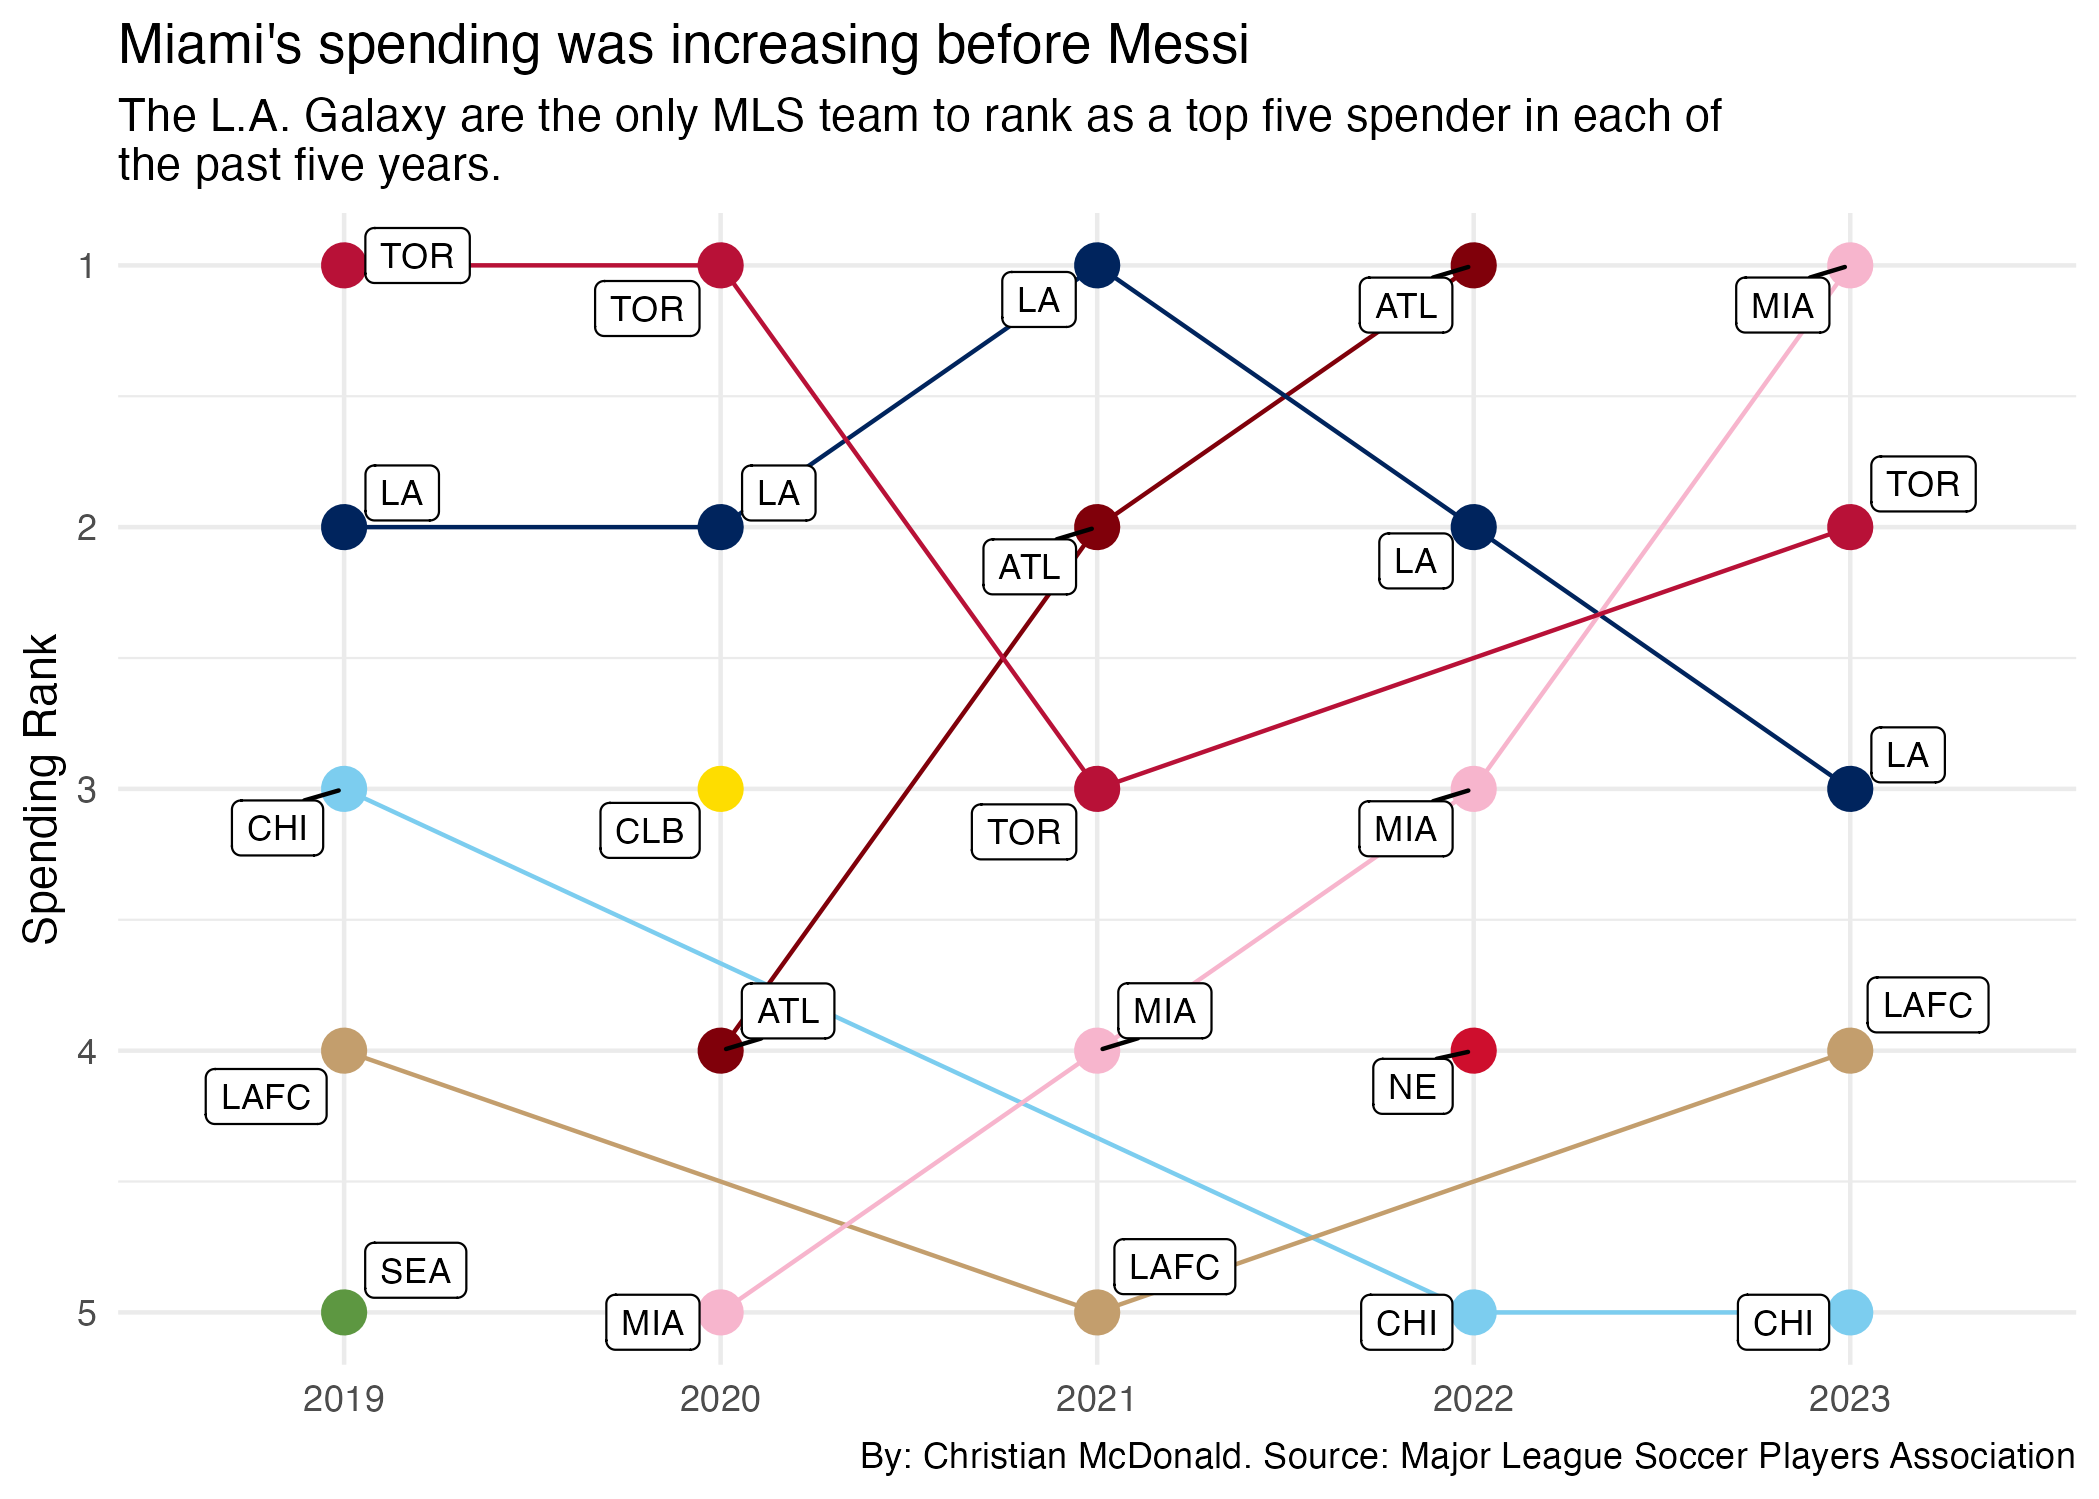 Miami's spending was increasing before Messi
The L.A. Galaxy are the only MLS team to rank as a top five spender in each of
the past five years.
Spending Rank
1
TOR
TOR
LA
ATL
MIA
2
LA
LA
ATL
LA
TOR
3
CHI
CLB
TOR
MIA
LA
4
LAFC
ATL
MIA
NE
LAFC
5
SEA
MIA
LAFC
CHI
CHI
2019
2020
2021
2022
2023
By: Christian McDonald. Source: Major League Soccer Players Association